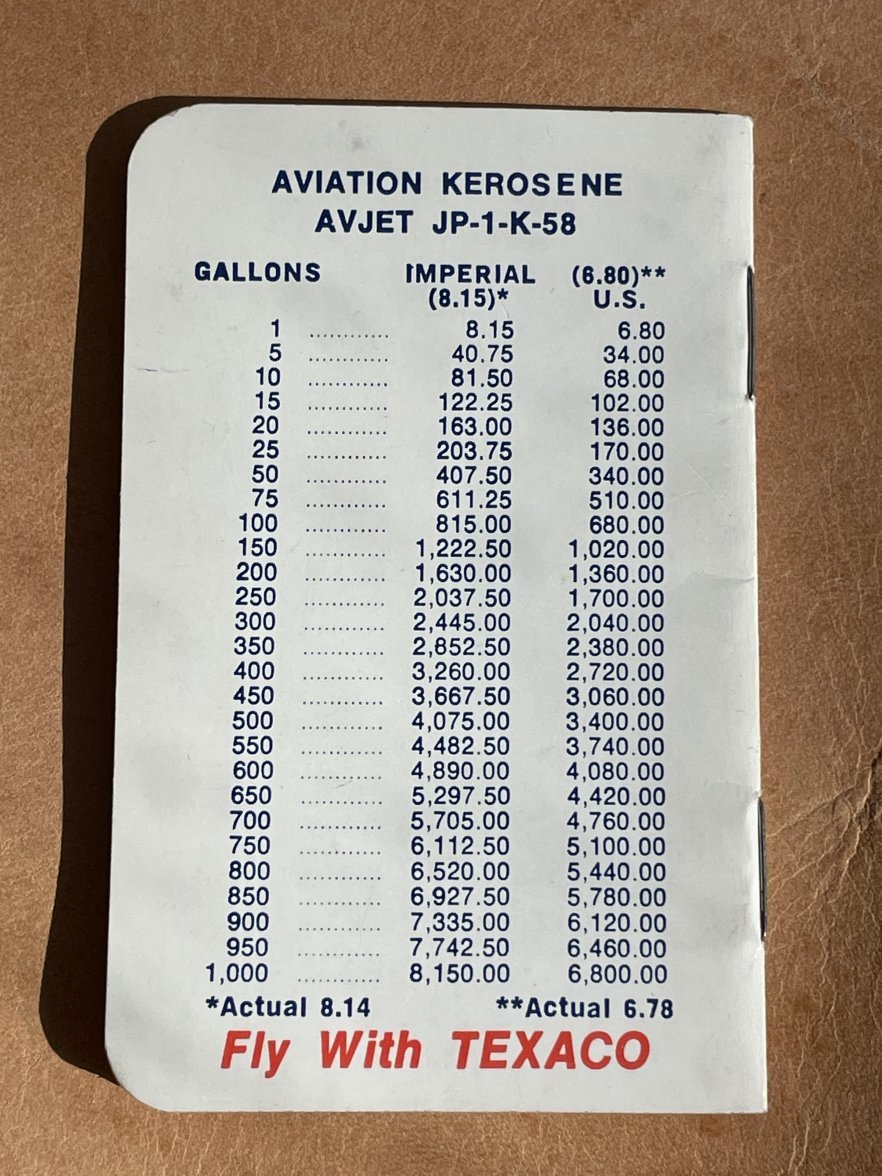 AVIATION KEROSENE
AVJET JP-1-K-58
GALLONS IMPERIAL (6.80)**
(8.15)* U.S.
1 ............ 8.15 6.80
5 ............ 40.75 34.00
10 ............ 81.50 68.00
15 ............ 122.25 102.00
20 ............ 163.00 136.00
25 ............ 203.75 170.00
50 ............ 407.50 340.00
75 ............ 611.25 510.00
100 ............ 815.00 680.00
150 ............ 1,222.50 1,020.00
200 ............ 1,630.00 1,360.00
250 ............ 2,037.50 1,700.00
300 ............ 2,445.00 2,040.00
350 ............ 2,852.50 2,380.00
400 ............ 3,260.00 2,720.00
450 ............ 3,667.50 3,060.00
500 ............ 4,075.00 3,400.00
550 ............ 4,482.50 3,740.00
600 ............ 4,890.00 4,080.00
650 ............ 5,297.50 4,420.00
700 ............ 5,705.00 4,760.00
750 ............ 6,112.50 5,100.00
800 ............ 6,520.00 5,440.00
850 ............ 6,927.50 5,780.00
900 ............ 7,335.00 6,120.00
950 ............ 7,742.50 6,460.00
1,000 ............ 8,150.00 6,800.00
*Actual 8.14 **Actual 6.78
Fly With TEXACO